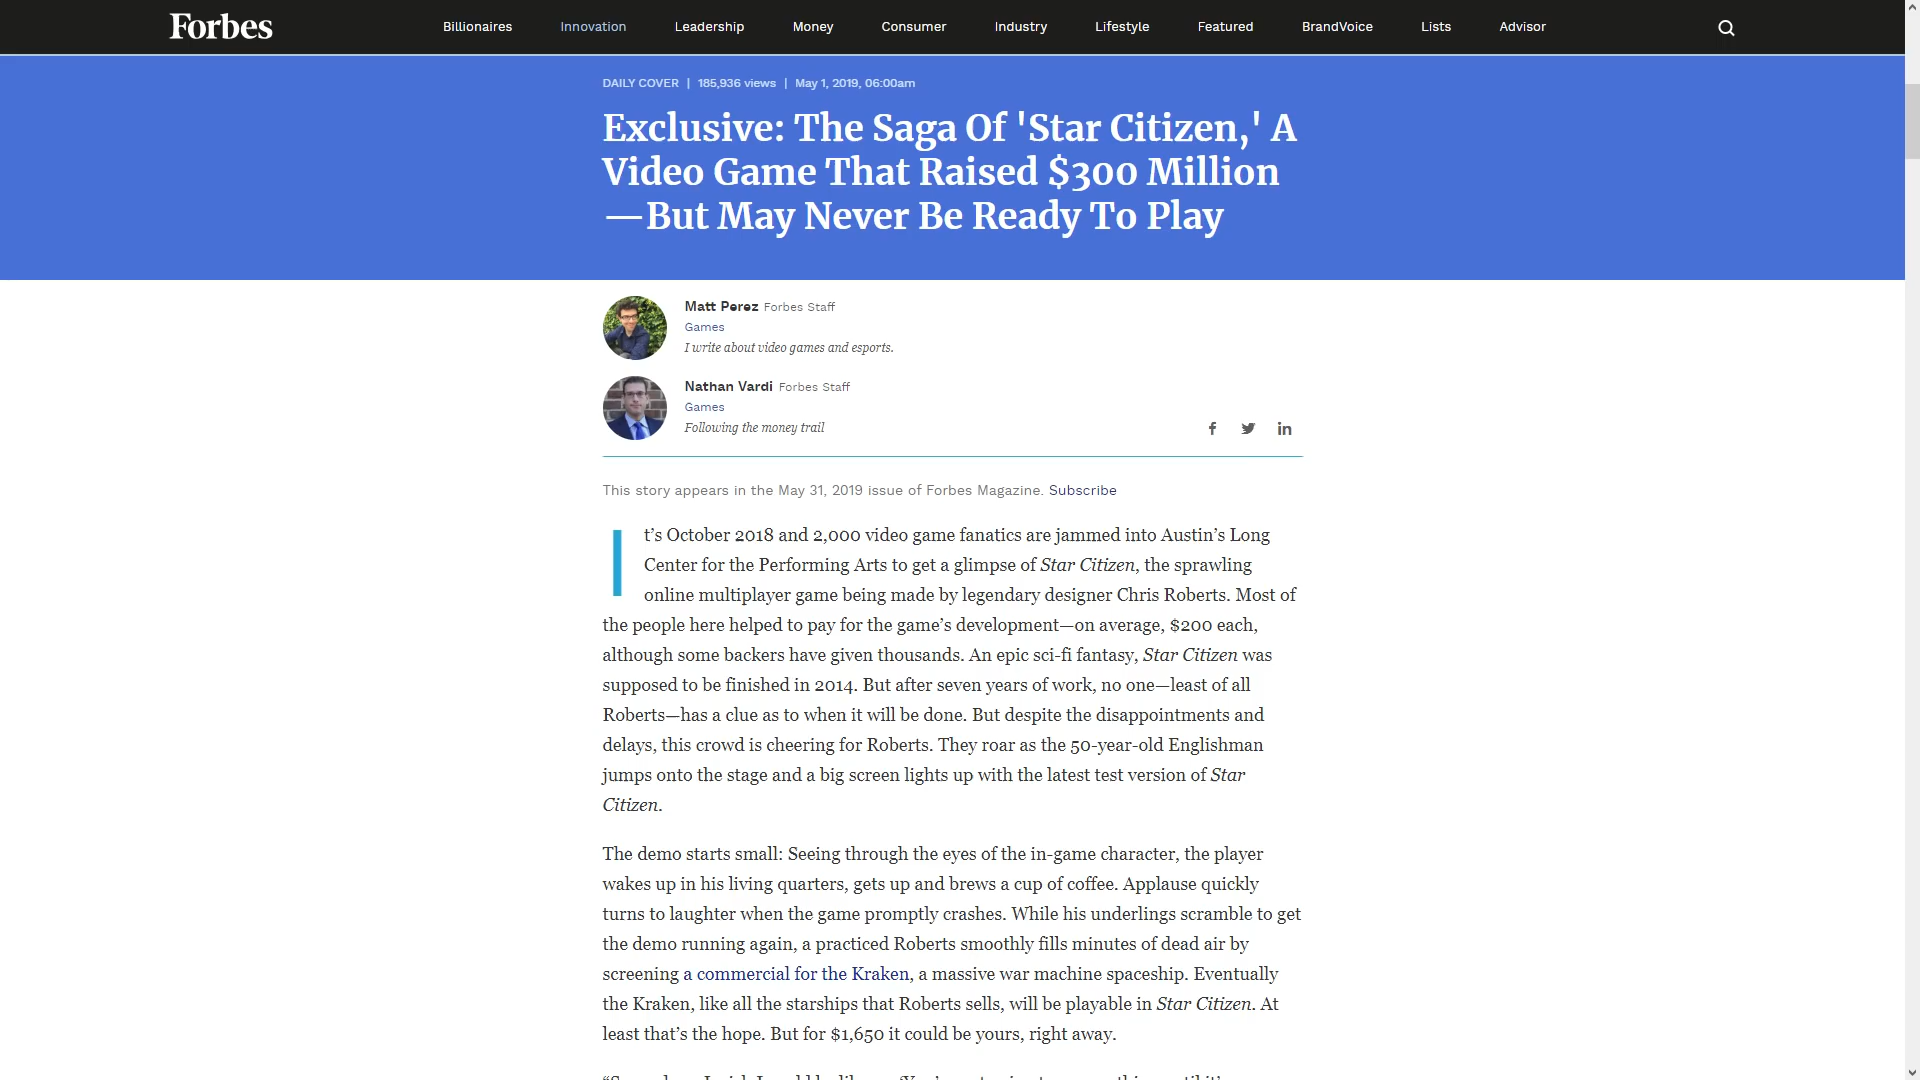 Forbes
Billionaires Innovation Leadership Money Consumer Industry Lifestyle Featured BrandVoice Lists Advisor
DAILY COVER | 185,936 views | May 1, 2019, 06:00am
Exclusive: The Saga Of 'Star Citizen,' A
Video Game That Raised $300 Million
—But May Never Be Ready To Play
Matt Perez Forbes Staff
Games
I write about video games and esports.
Nathan Vardi Forbes Staff
Games
Following the money trail
This story appears in the May 31, 2019 issue of Forbes Magazine. Subscribe
It’s October 2018 and 2,000 video game fanatics are jammed into Austin’s Long
Center for the Performing Arts to get a glimpse of Star Citizen, the sprawling
online multiplayer game being made by legendary designer Chris Roberts. Most of
the people here helped to pay for the game’s development—on average, $200 each,
although some backers have given thousands. An epic sci-fi fantasy, Star Citizen was
supposed to be finished in 2014. But after seven years of work, no one—least of all
Roberts—has a clue as to when it will be done. But despite the disappointments and
delays, this crowd is cheering for Roberts. They roar as the 50-year-old Englishman
jumps onto the stage and a big screen lights up with the latest test version of Star
Citizen.
The demo starts small: Seeing through the eyes of the in-game character, the player
wakes up in his living quarters, gets up and brews a cup of coffee. Applause quickly
turns to laughter when the game promptly crashes. While his underlings scramble to get
the demo running again, a practiced Roberts smoothly fills minutes of dead air by
screening a commercial for the Kraken, a massive war machine spaceship. Eventually
the Kraken, like all the starships that Roberts sells, will be playable in Star Citizen. At
least that’s the hope. But for $1,650 it could be yours, right away.